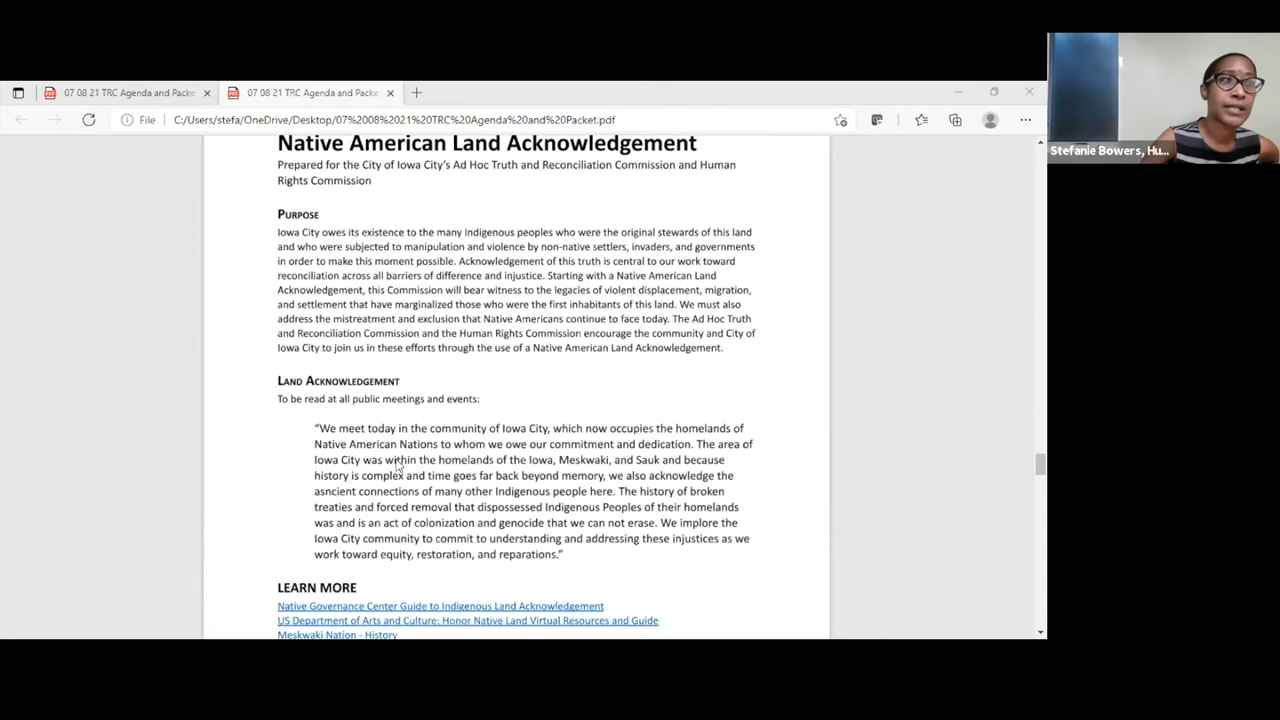 07 08 21 TRC Agenda and Packe
07 08 21 TRC Agenda and Packe
File
C:/Users/stefa/OneDrive/Desktop/07%2008%2021%20TRC%20Agenda%20and%20Packet.pdf
Stefanie Bowers, Hu...
Native American Land Acknowledgement
Prepared for the City of Iowa City's Ad Hoc Truth and Reconciliation Commission and Human
Rights Commission
PURPOSE
Iowa City owes its existence to the many Indigenous peoples who were the original stewards of this land
and who were subjected to manipulation and violence by non-native settlers, invaders, and governments
in order to make this moment possible. Acknowledgement of this truth is central to our work toward
reconciliation across all barriers of difference and injustice. Starting with a Native American Land
Acknowledgement, this Commission will bear witness to the legacies of violent displacement, migration,
and settlement that have marginalized those who were the first inhabitants of this land. We must also
address the mistreatment and exclusion that Native Americans continue to face today. The Ad Hoc Truth
and Reconciliation Commission and the Human Rights Commission encourage the community and City of
Iowa City to join us in these efforts through the use of a Native American Land Acknowledgement.
LAND ACKNOWLEDGEMENT
To be read at all public meetings and events:
"We meet today in the community of Iowa City, which now occupies the homelands of
Native American Nations to whom we owe our commitment and dedication. The area of
Iowa City was within the homelands of the Iowa, Meskwaki, and Sauk and because
history is complex and time goes far back beyond memory, we also acknowledge the
asncient connections of many other Indigenous people here. The history of broken
treaties and forced removal that dispossessed Indigenous Peoples of their homelands
was and is an act of colonization and genocide that we can not erase. We implore the
Iowa City community to commit to understanding and addressing these injustices as we
work toward equity, restoration, and reparations."
LEARN MORE
Native Governance Center Guide to Indigenous Land Acknowledgement
US Department of Arts and Culture: Honor Native Land Virtual Resources and Guide
Meskwaki Nation - History